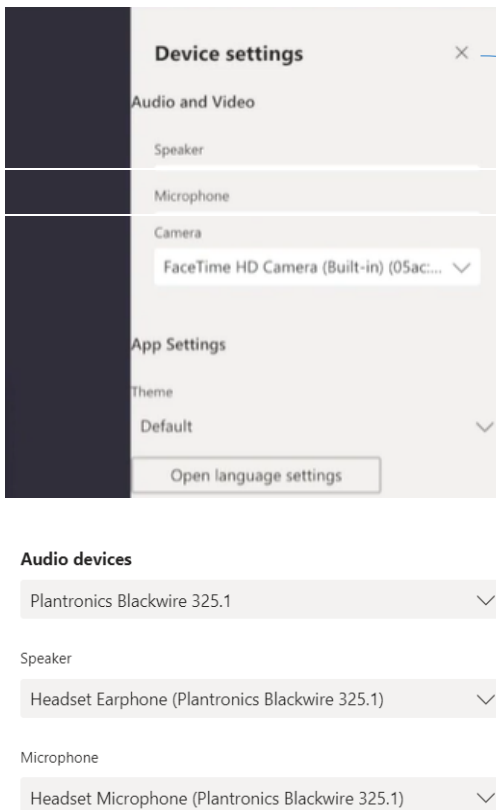 Device settings
Audio and Video
Speaker
Microphone
Camera
FaceTime HD Camera (Built-in) (05ac:...
App Settings
Theme
Default
Open language settings
Audio devices
Plantronics Blackwire 325.1
Speaker
Headset Earphone (Plantronics Blackwire 325.1)
Microphone
Headset Microphone (Plantronics Blackwire 325.1)